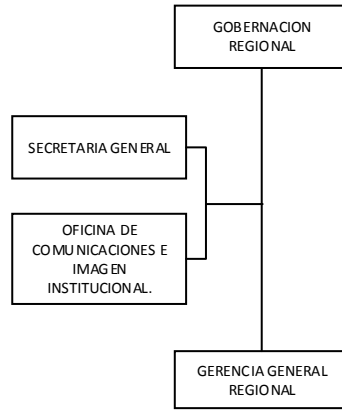 GOBERNACION
REGIONAL
SECRETARIA GENERAL
OFICINA DE
COMUNICACIONES E
IMAGEN
INSTITUCIONAL.
GERENCIA GENERAL
REGIONAL